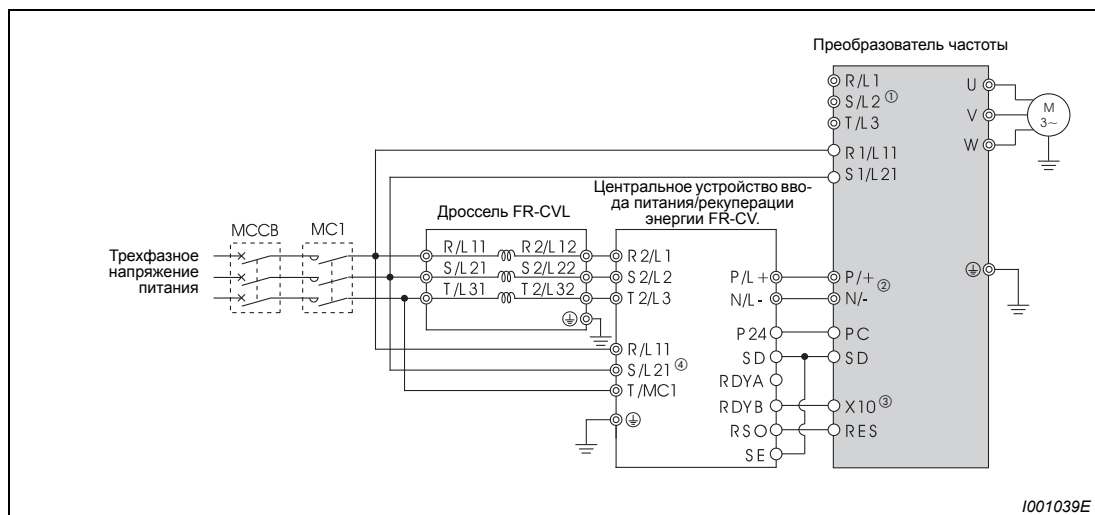 Преобразователь частоты
R/L1
S/L2 ①
T/L3
R1/L11
S1/L21
U
V
W
M
3~
Центральное устройство вво-
да питания/рекуперации
энергии FR-CV.
Дроссель FR-CVL
MCCB
MC1
Трехфазное
напряжение
питания
R/L11 R2/L12
S/L21 S2/L22
T/L31 T2/L32
R2/L1
S2/L2
T2/L3
R/L11
S/L21 ④
T/MC1
P/L+
N/L-
P24
SD
RDYA
RDYB
RSO
SE
P/+
②
N/-
PC
SD
X10 ③
RES
I001039E